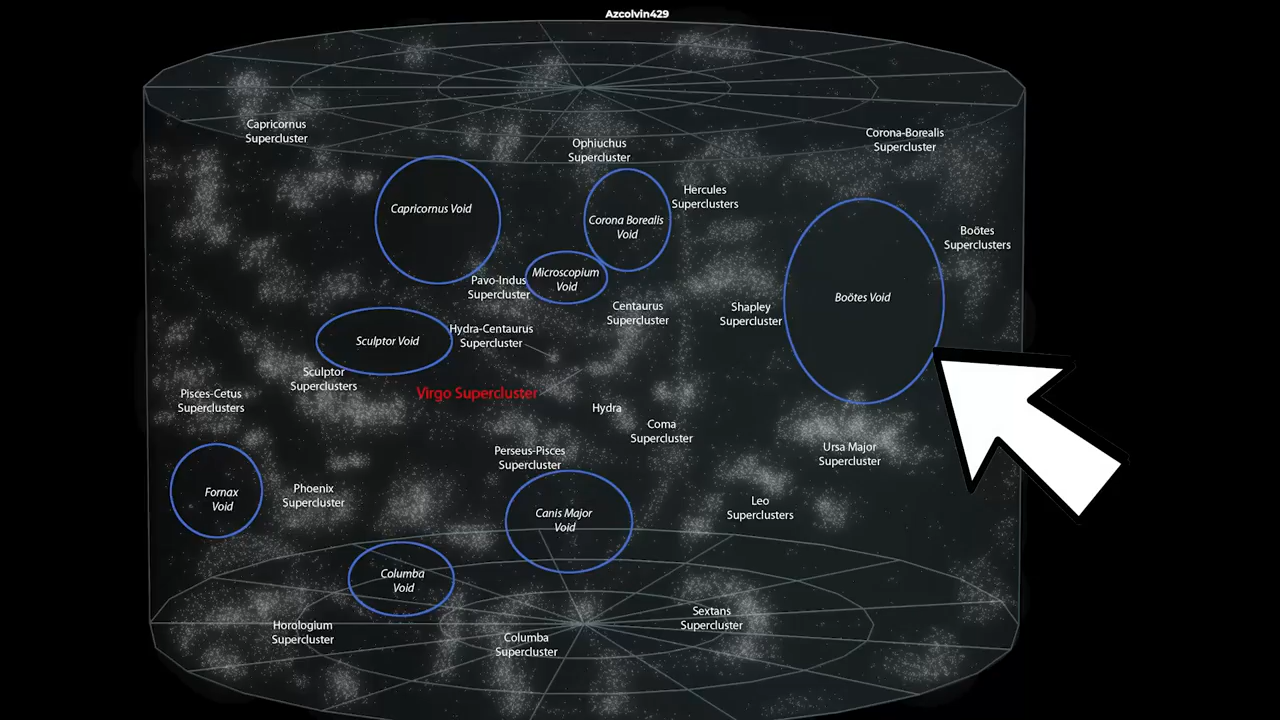 Azcolvin429
Capricornus
Supercluster
Ophiuchus
Supercluster
Corona-Borealis
Supercluster
Capricornus Void
Corona Borealis
Void
Hercules
Superclusters
Boötes
Superclusters
Pavo-Indus
Supercluster
Microscopium
Void
Centaurus
Supercluster
Shapley
Supercluster
Boötes Void
Sculptor Void
Hydra-Centaurus
Supercluster
Sculptor
Superclusters
Pisces-Cetus
Superclusters
Virgo Supercluster
Hydra
Coma
Supercluster
Perseus-Pisces
Supercluster
Ursa Major
Supercluster
Fornax
Void
Phoenix
Supercluster
Canis Major
Void
Leo
Superclusters
Columba
Void
Horologium
Supercluster
Columba
Supercluster
Sextans
Supercluster